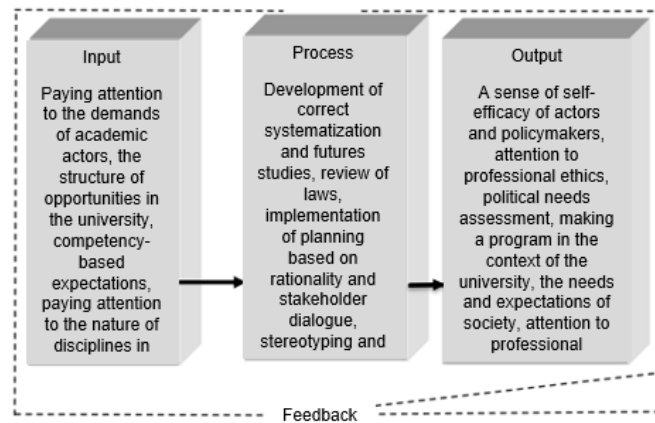 Input
Paying attention
to the demands
of academic
actors, the
structure of
opportunities in
the university,
competency-
based
expectations,
paying attention
to the nature of
disciplines in
Process
Development of
correct
systematization
and futures
studies, review of
laws,
implementation
of planning
based on
rationality and
stakeholder
dialogue,
stereotyping and
Output
A sense of self-
efficacy of actors
and policymakers,
attention to
professional ethics,
political needs
assessment, making
a program in the
context of the
university, the needs
and expectations of
society, attention to
professional
Feedback